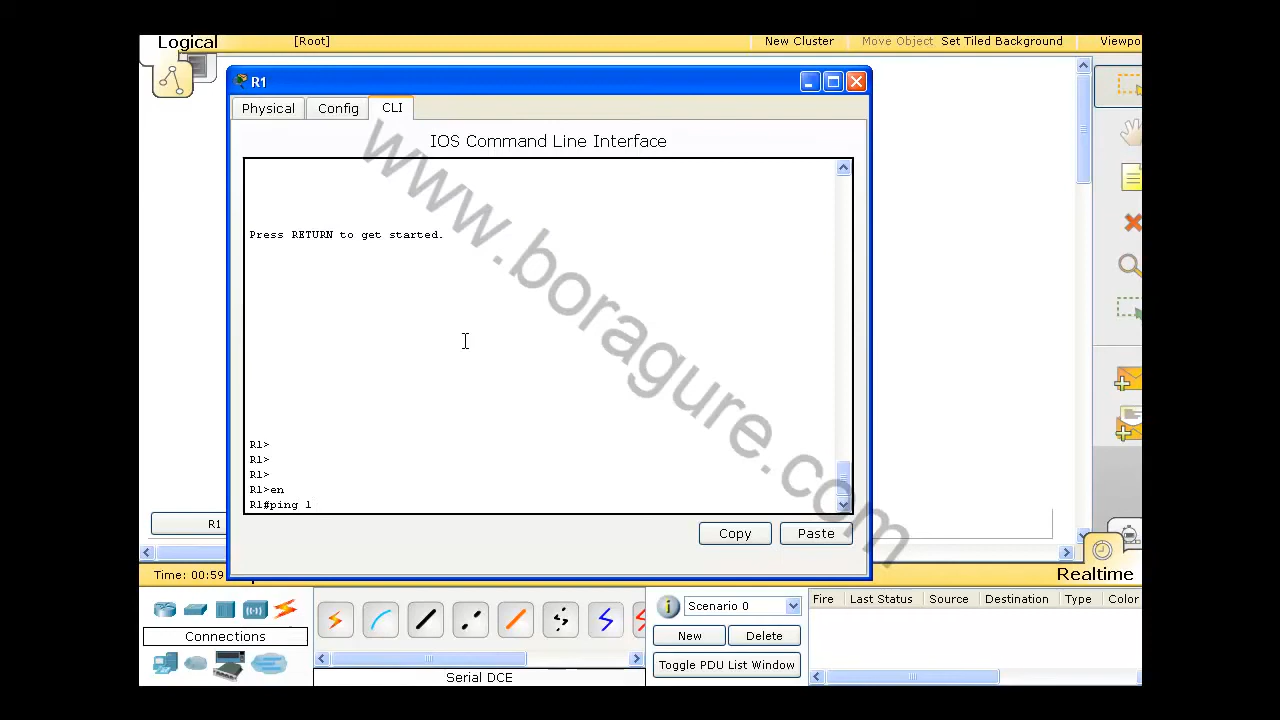 Logical
[Root]
New Cluster
Move Object
Set Tiled Background
Viewpo
R1
Physical
Config
CLI
IOS Command Line Interface
Press RETURN to get started.
R1>
R1>
R1>
R1>en
R1#ping 1
Copy
Paste
www.boragure.com
R1
Time: 00:59
Realtime
Connections
Serial DCE
Scenario 0
New
Delete
Toggle PDU List Window
Fire
Last Status
Source
Destination
Type
Color